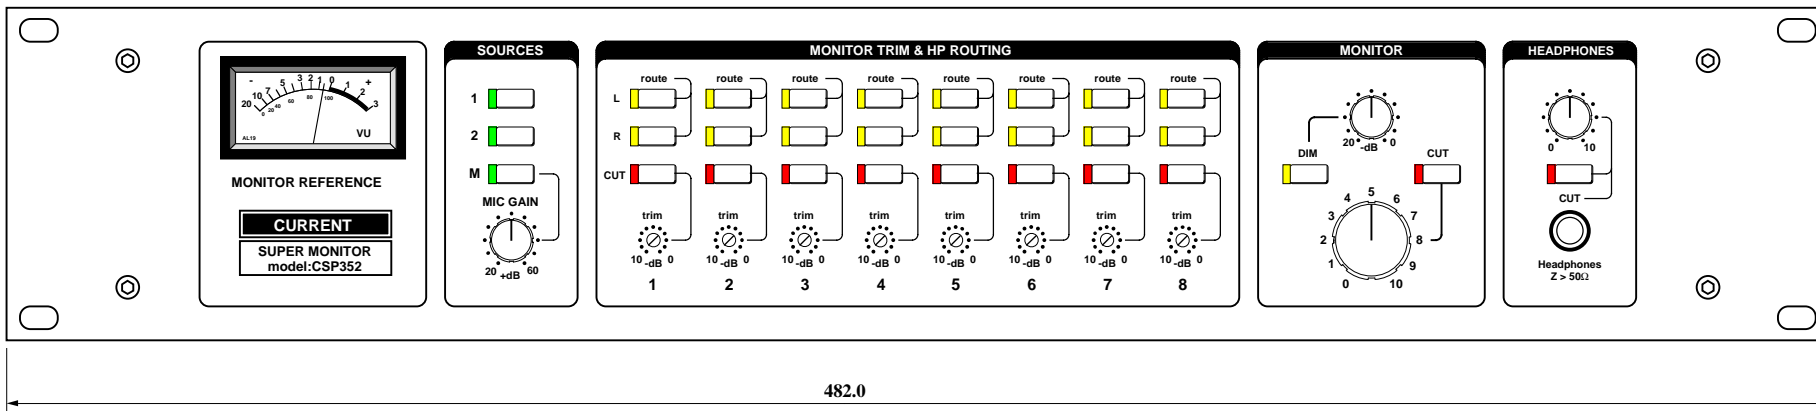 SOURCES
MONITOR TRIM & HP ROUTING
MONITOR
HEADPHONES
- 20 10 7 5 3 2 1 0 1 2 3 +
0 20 40 60 80 100
AL19
VU
MONITOR REFERENCE
CURRENT
SUPER MONITOR
model:CSP352
1
2
M
MIC GAIN
20 +dB 60
route route route route route route route route
L
R
CUT
trim trim trim trim trim trim trim trim
10 -dB 0 10 -dB 0 10 -dB 0 10 -dB 0 10 -dB 0 10 -dB 0 10 -dB 0 10 -dB 0
1 2 3 4 5 6 7 8
20 -dB 0
DIM
CUT
0 1 2 3 4 5 6 7 8 9 10
0 10
CUT
Headphones
Z > 50Ω
482.0